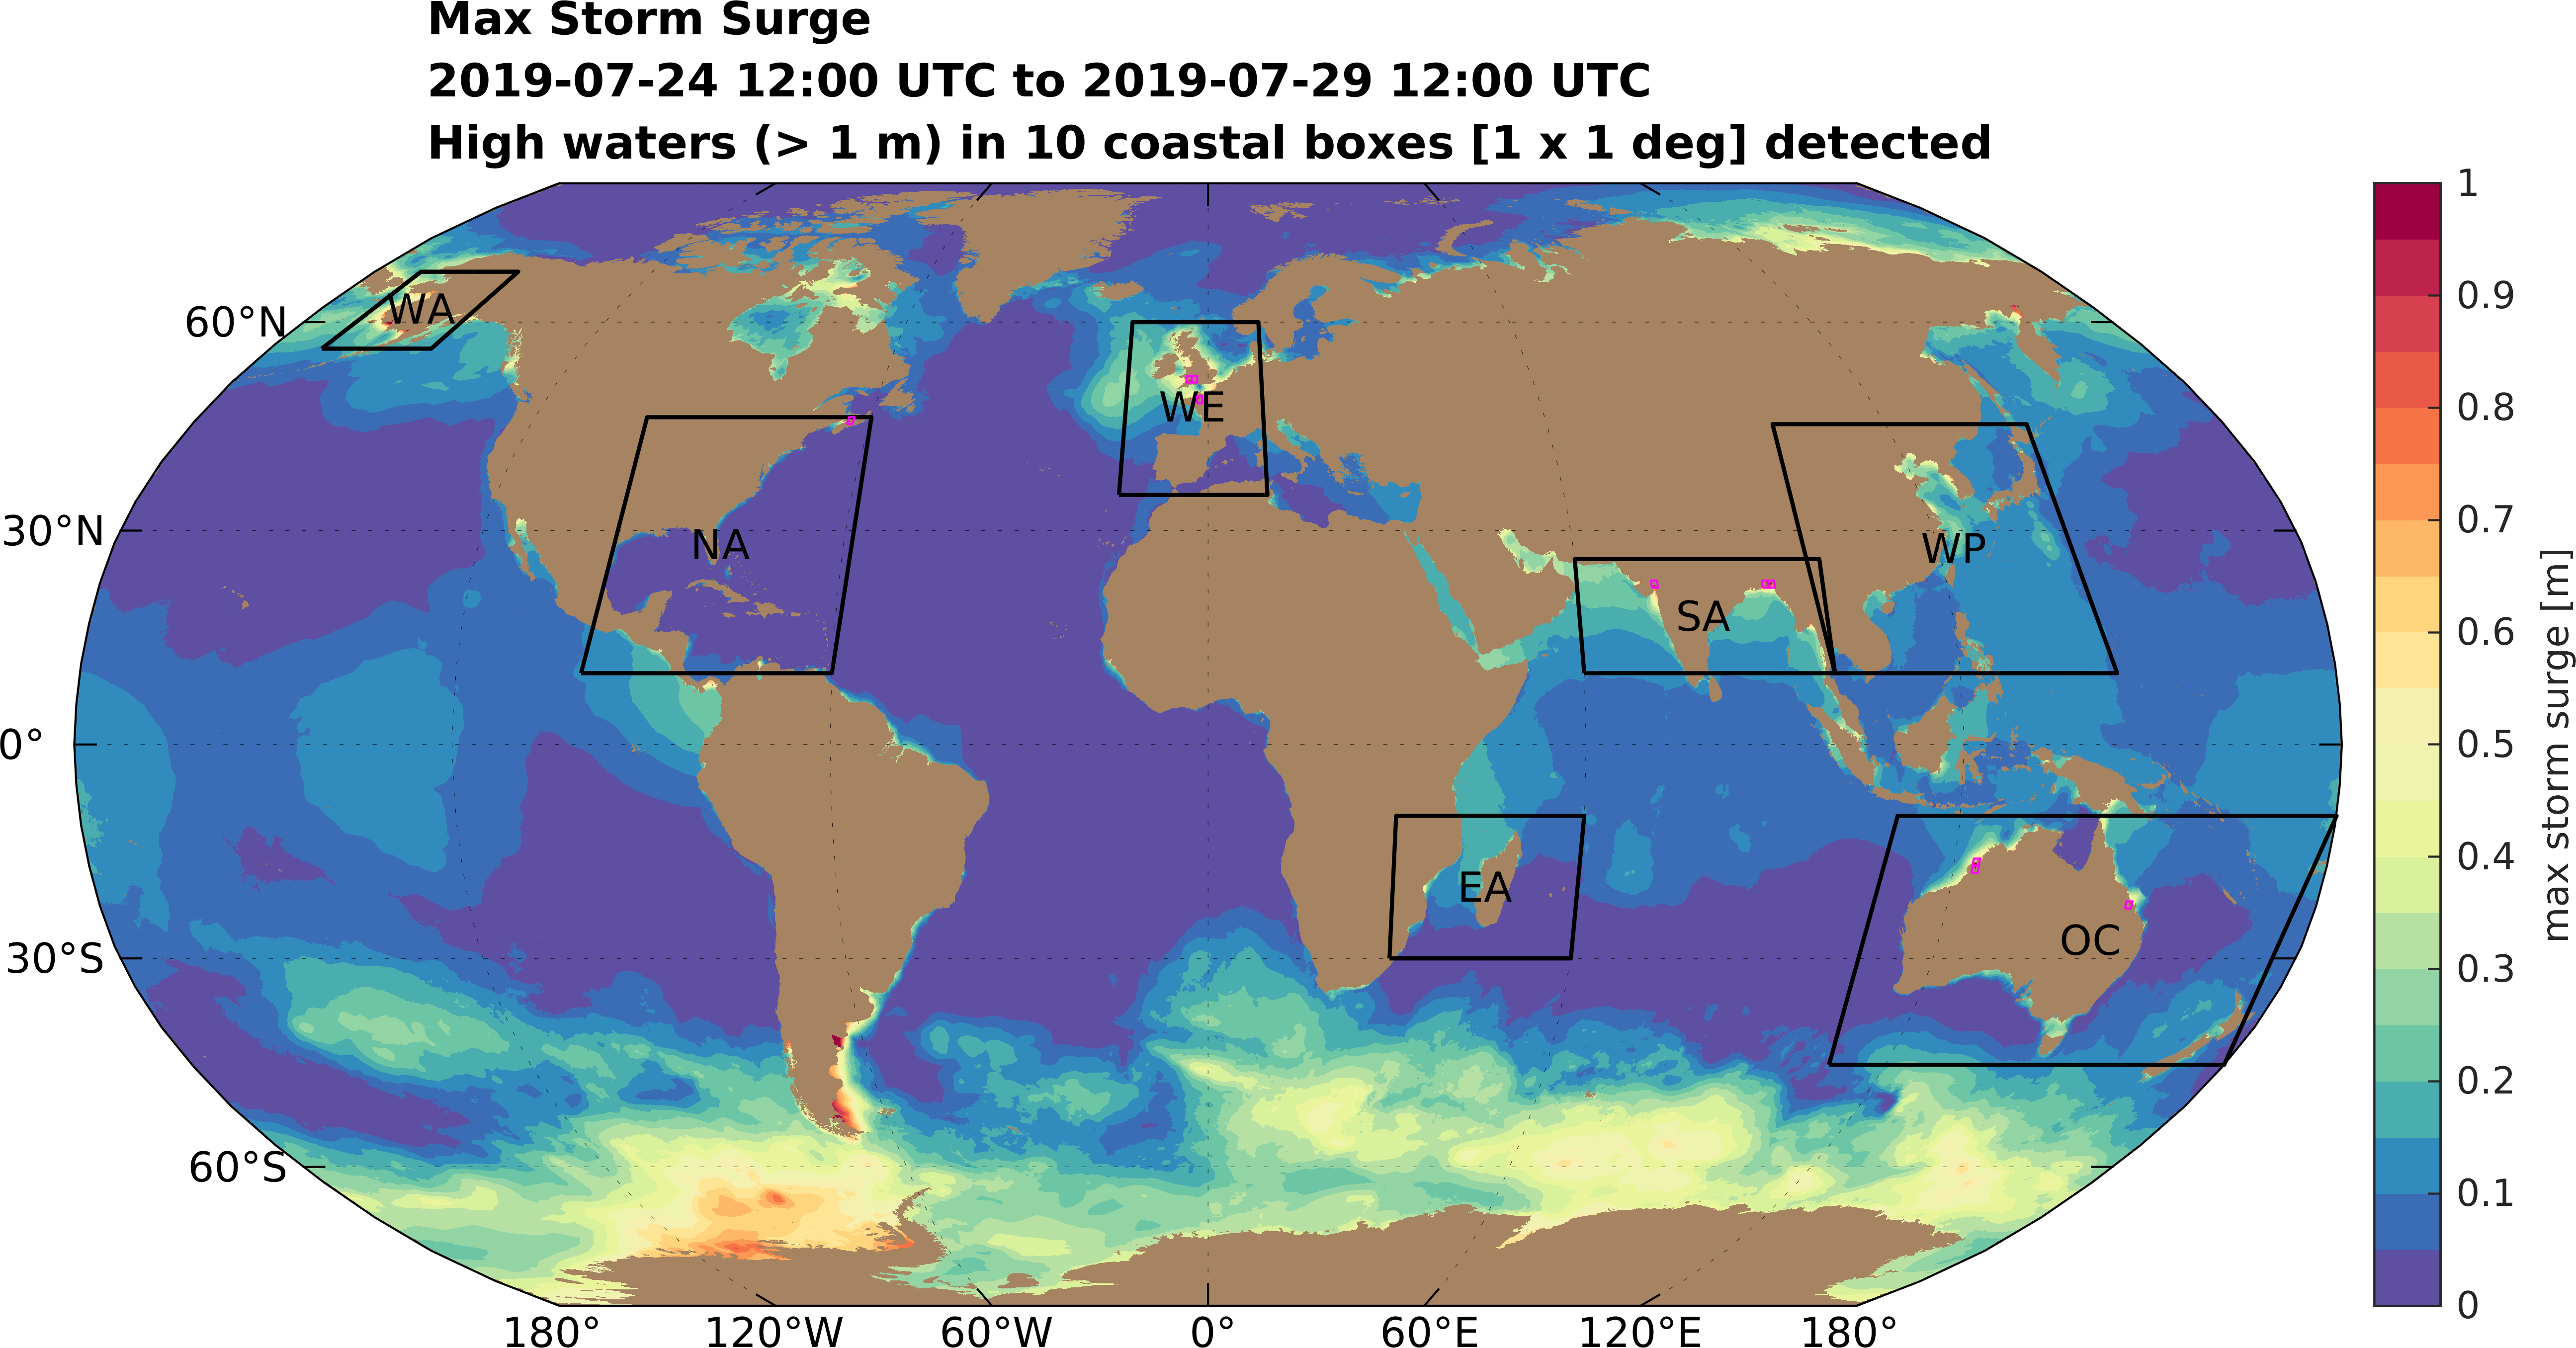 Max Storm Surge
2019-07-24 12:00 UTC to 2019-07-29 12:00 UTC
High waters (> 1 m) in 10 coastal boxes [1 x 1 deg] detected
60°N
30°N
0°
30°S
60°S
WA
NA
WE
SA
WP
EA
OC
180°
120°W
60°W
0°
60°E
120°E
180°
1
0.9
0.8
0.7
0.6
0.5
0.4
0.3
0.2
0.1
0
max storm surge [m]